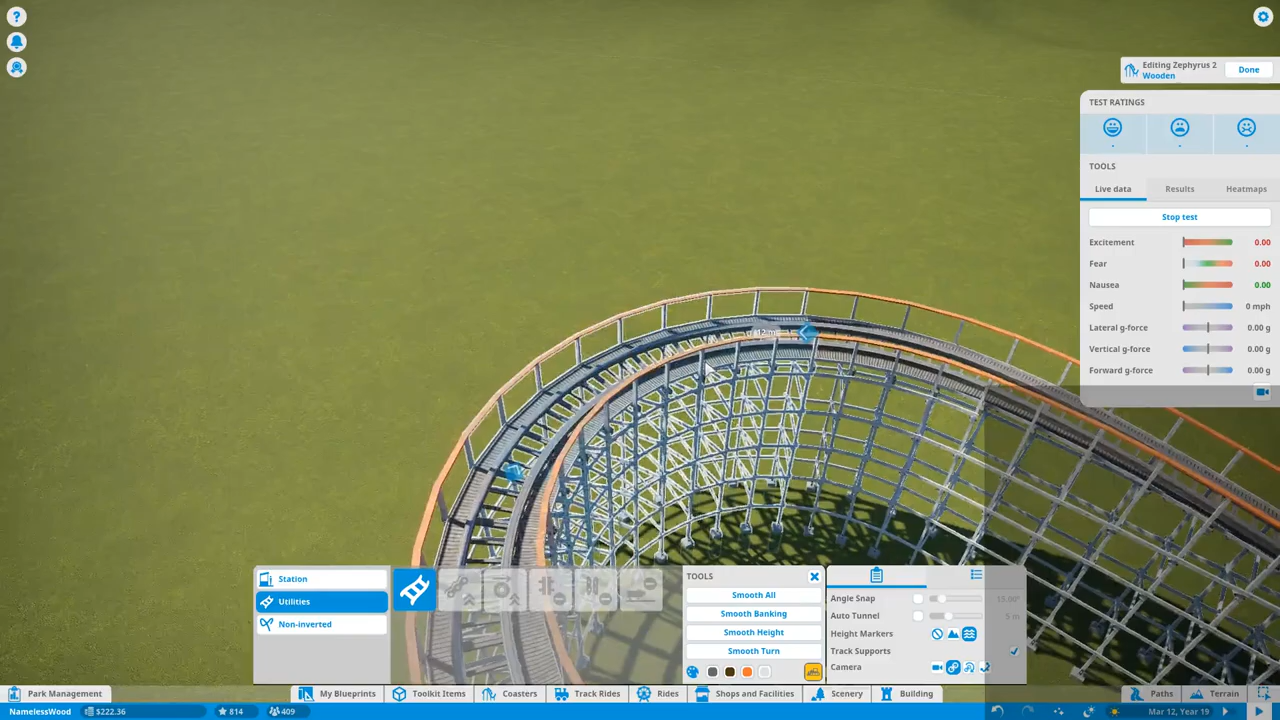 ?
Editing Zephyrus 2
Wooden
Done
TEST RATINGS
TOOLS
Live data
Results
Heatmaps
Stop test
Excitement
0.00
Fear
0.00
Nausea
0.00
Speed
0 mph
Lateral g-force
0.00 g
Vertical g-force
0.00 g
Forward g-force
0.00 g
Station
Utilities
Non-inverted
TOOLS
Smooth All
Smooth Banking
Smooth Height
Smooth Turn
Angle Snap
15.00°
Auto Tunnel
5 m
Height Markers
Track Supports
Camera
Park Management
My Blueprints
Toolkit Items
Coasters
Track Rides
Rides
Shops and Facilities
Scenery
Building
Paths
Terrain
NamelessWood
$222.36
814
409
Mar 12, Year 19